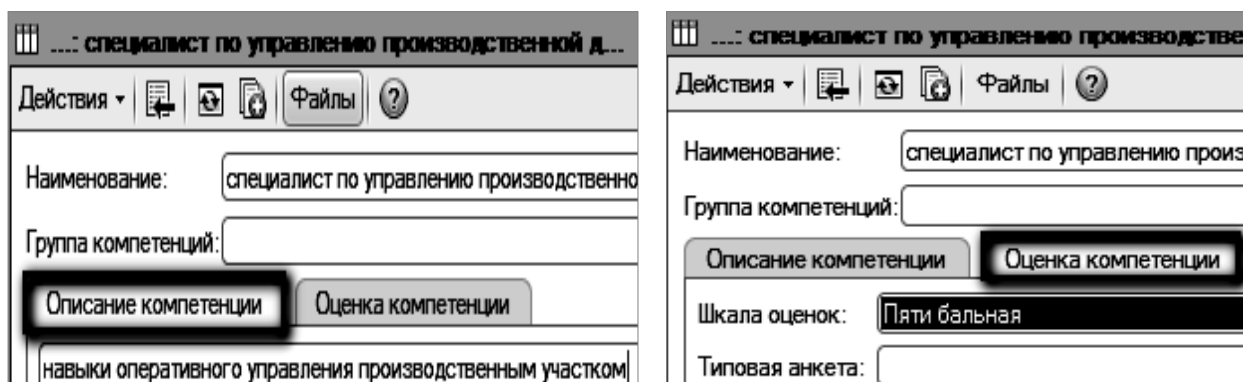 ...: специалист по управлению производственной д...
Действия Файлы ?
Наименование: специалист по управлению производственно
Группа компетенций:
Описание компетенции Оценка компетенции
навыки оперативного управления производственным участком
...: специалист по управлению производстве
Действия Файлы ?
Наименование: специалист по управлению произ
Группа компетенций:
Описание компетенции Оценка компетенции
Шкала оценок: Пяти бальная
Типовая анкета: